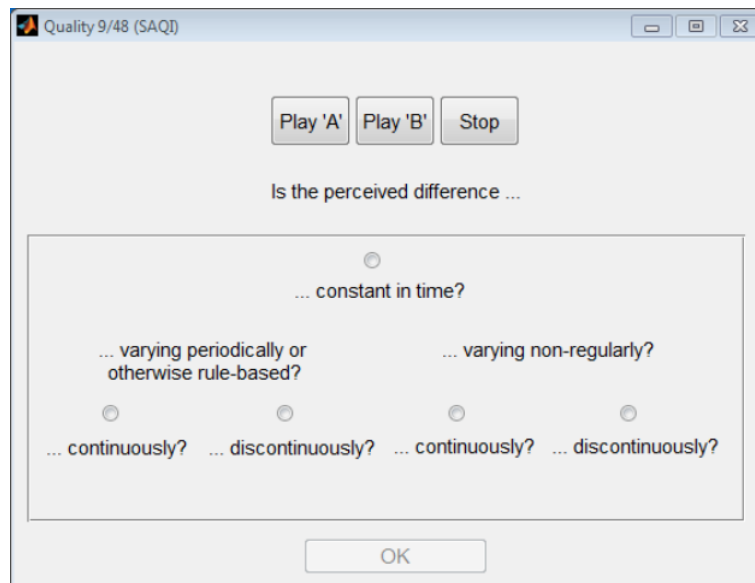 Quality 9/48 (SAQI)
Play 'A' Play 'B' Stop
Is the perceived difference ...
... constant in time?
... varying periodically or
otherwise rule-based?
... varying non-regularly?
... continuously? ... discontinuously? ... continuously? ... discontinuously?
OK